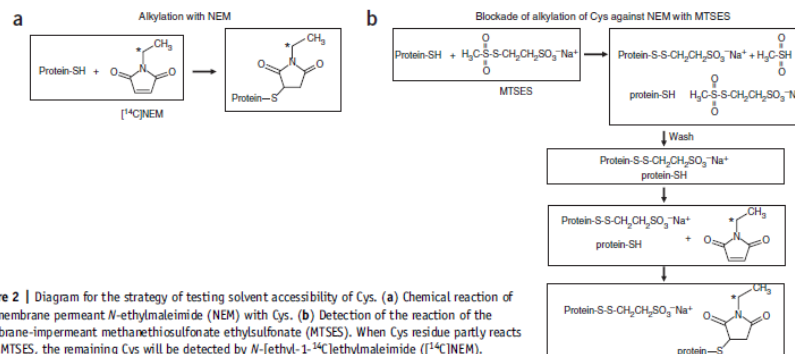 a
Alkylation with NEM
Protein-SH +
*
CH₃
N
O
O
[¹⁴C]NEM
*
CH₃
N
O
O
Protein—S
b
Blockade of alkylation of Cys against NEM with MTSES
Protein-SH +
O
H₃C-S-S-CH₂CH₂SO₃⁻Na⁺
O
MTSES
Protein-S-S-CH₂CH₂SO₃⁻Na⁺ + H₃C-SH
O
O
protein-SH
O
H₃C-S-S-CH₂CH₂SO₃⁻N
O
Wash
Protein-S-S-CH₂CH₂SO₃⁻Na⁺
protein-SH
Protein-S-S-CH₂CH₂SO₃⁻Na⁺
+
protein-SH
*
CH₃
N
O
O
Protein-S-S-CH₂CH₂SO₃⁻Na⁺
*
CH₃
N
O
O
protein—S
re 2 | Diagram for the strategy of testing solvent accessibility of Cys. (a) Chemical reaction of
membrane permeant N-ethylmaleimide (NEM) with Cys. (b) Detection of the reaction of the
brane-impermeant methanethiosulfonate ethylsulfonate (MTSES). When Cys residue partly reacts
MTSES, the remaining Cys will be detected by N-[ethyl-1-¹⁴C]ethylmaleimide ([¹⁴C]NEM).